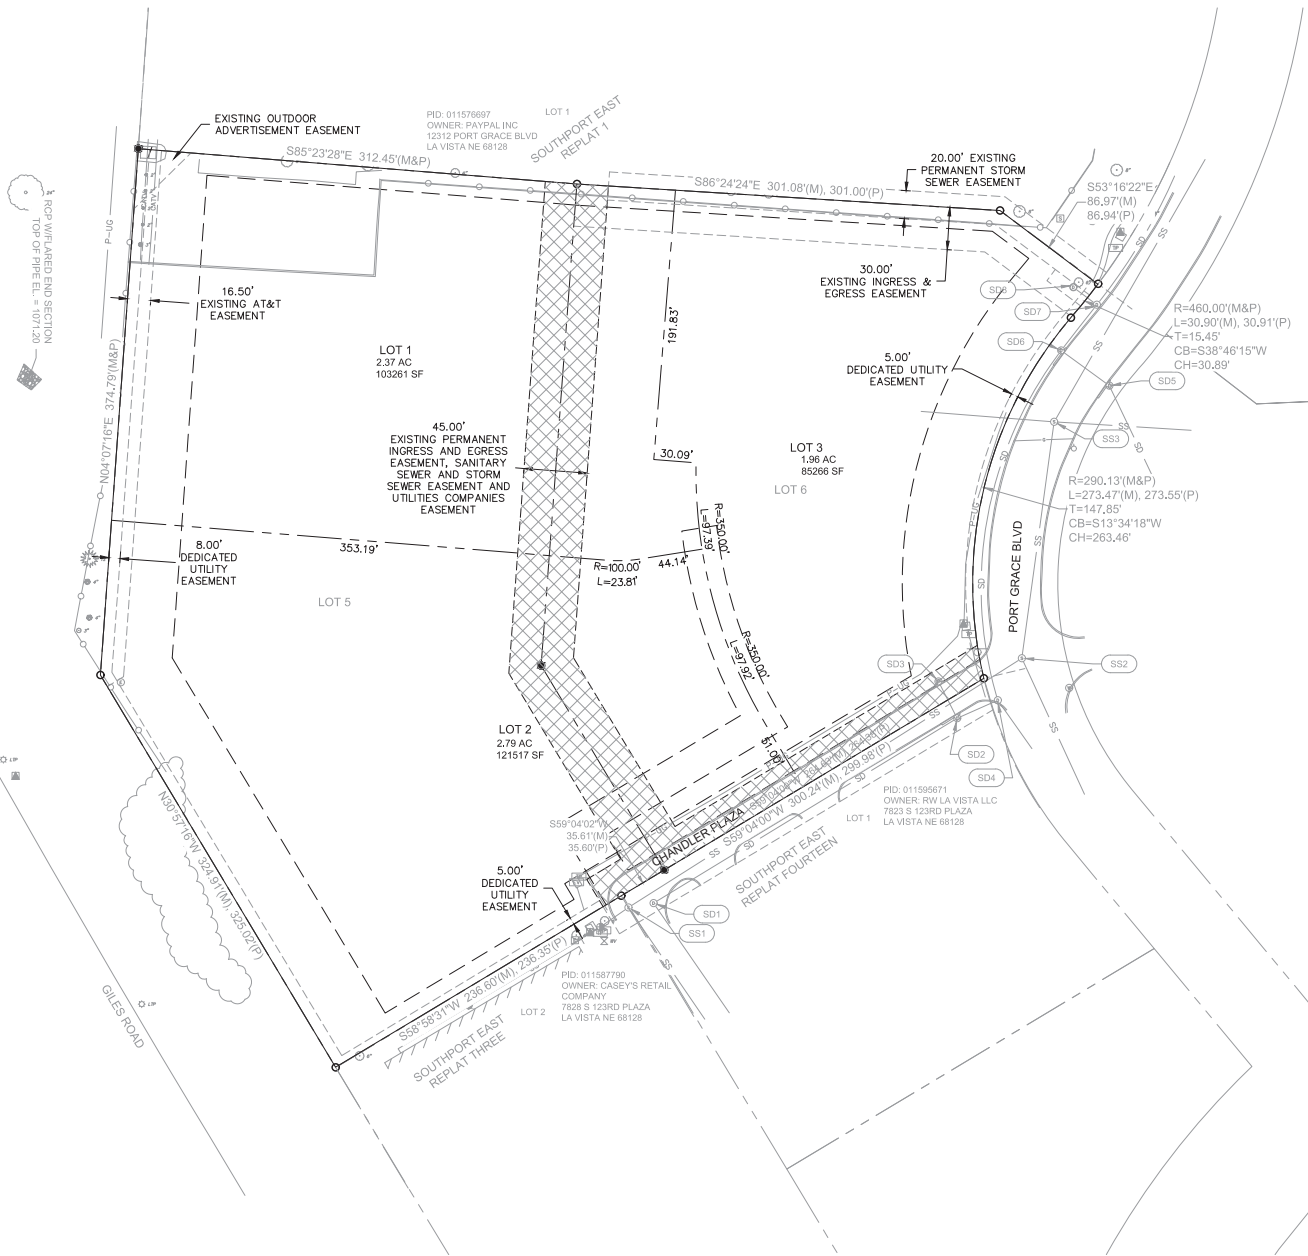 EXISTING OUTDOOR
ADVERTISEMENT EASEMENT
PID: 011576697
OWNER: PAYPAL INC
12312 PORT GRACE BLVD
LA VISTA NE 68128
LOT 1
SOUTHPORT EAST
REPLAT 1
S85°23'28"E 312.45'(M&P)
S86°24'24"E 301.08'(M), 301.00'(P)
20.00' EXISTING
PERMANENT STORM
SEWER EASEMENT
S53°16'22"E
86.97'(M)
86.94'(P)
RCP W/FLARED END SECTION
TOP OF PIPE EL. = 1071.20
P-UG
CATV
16.50'
EXISTING AT&T
EASEMENT
30.00'
EXISTING INGRESS &
EGRESS EASEMENT
SD8
SD7
SD6
SD5
SS3
R=460.00'(M&P)
L=30.90'(M), 30.91'(P)
T=15.45'
CB=S38°46'15"W
CH=30.89'
191.83'
LOT 1
2.37 AC
103261 SF
5.00'
DEDICATED UTILITY
EASEMENT
N04°07'16"E 374.79'(M&P)
45.00'
EXISTING PERMANENT
INGRESS AND EGRESS
EASEMENT, SANITARY
SEWER AND STORM
SEWER EASEMENT AND
UTILITIES COMPANIES
EASEMENT
30.09'
LOT 3
1.96 AC
85266 SF
LOT 6
R=290.13'(M&P)
L=273.47'(M), 273.55'(P)
T=147.85'
CB=S13°34'18"W
CH=263.46'
R=350.00'
L=97.39'
P-UG
PORT GRACE BLVD
8.00'
DEDICATED
UTILITY
EASEMENT
353.19'
R=100.00'
L=23.81'
44.14'
LOT 5
R=350.00'
L=97.92'
SD3
SS2
LOT 2
2.79 AC
121517 SF
51.00'
SD2
SD4
S59°04'00"W 300.24'(M), 299.98'(P)
CHANDLER PLAZA
S59°04'02"W
35.61'(M)
35.60'(P)
PID: 011595671
OWNER: RW LA VISTA LLC
7823 S 123RD PLAZA
LA VISTA NE 68128
LOT 1
SOUTHPORT EAST
REPLAT FOURTEEN
N30°57'16"W 324.91'(M), 325.02'(P)
5.00'
DEDICATED
UTILITY
EASEMENT
SD1
SS1
S58°58'31"W 236.60'(M), 236.35'(P)
PID: 011587790
OWNER: CASEY'S RETAIL
COMPANY
7828 S 123RD PLAZA
LA VISTA NE 68128
LOT 2
SOUTHPORT EAST
REPLAT THREE
GILES ROAD